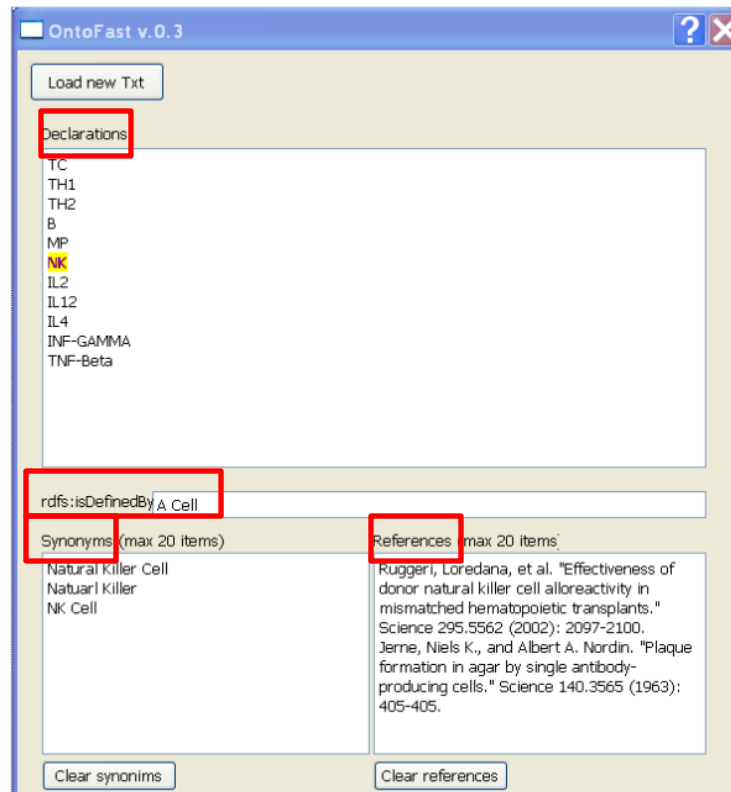 OntoFast v.0.3
Load new Txt
Declarations
TC
TH1
TH2
B
MP
NK
IL2
IL12
IL4
INF-GAMMA
TNF-Beta
rdfs:isDefinedBy A Cell
Synonyms (max 20 items)
Natural Killer Cell
Natuarl Killer
NK Cell
Clear synonims
References (max 20 items)
Ruggeri, Loredana, et al. "Effectiveness of
donor natural killer cell alloreactivity in
mismatched hematopoietic transplants."
Science 295.5562 (2002): 2097-2100.
Jerne, Niels K., and Albert A. Nordin. "Plaque
formation in agar by single antibody-
producing cells." Science 140.3565 (1963):
405-405.
Clear references